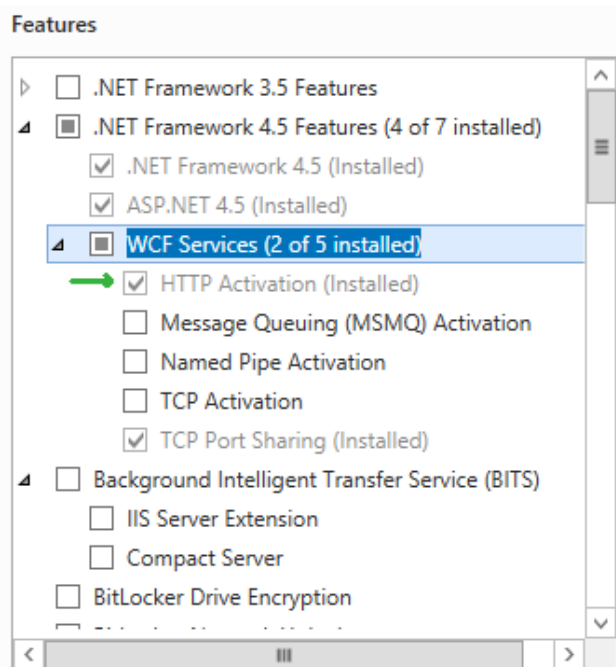 Features
.NET Framework 3.5 Features
.NET Framework 4.5 Features (4 of 7 installed)
.NET Framework 4.5 (Installed)
ASP.NET 4.5 (Installed)
WCF Services (2 of 5 installed)
HTTP Activation (Installed)
Message Queuing (MSMQ) Activation
Named Pipe Activation
TCP Activation
TCP Port Sharing (Installed)
Background Intelligent Transfer Service (BITS)
IIS Server Extension
Compact Server
BitLocker Drive Encryption